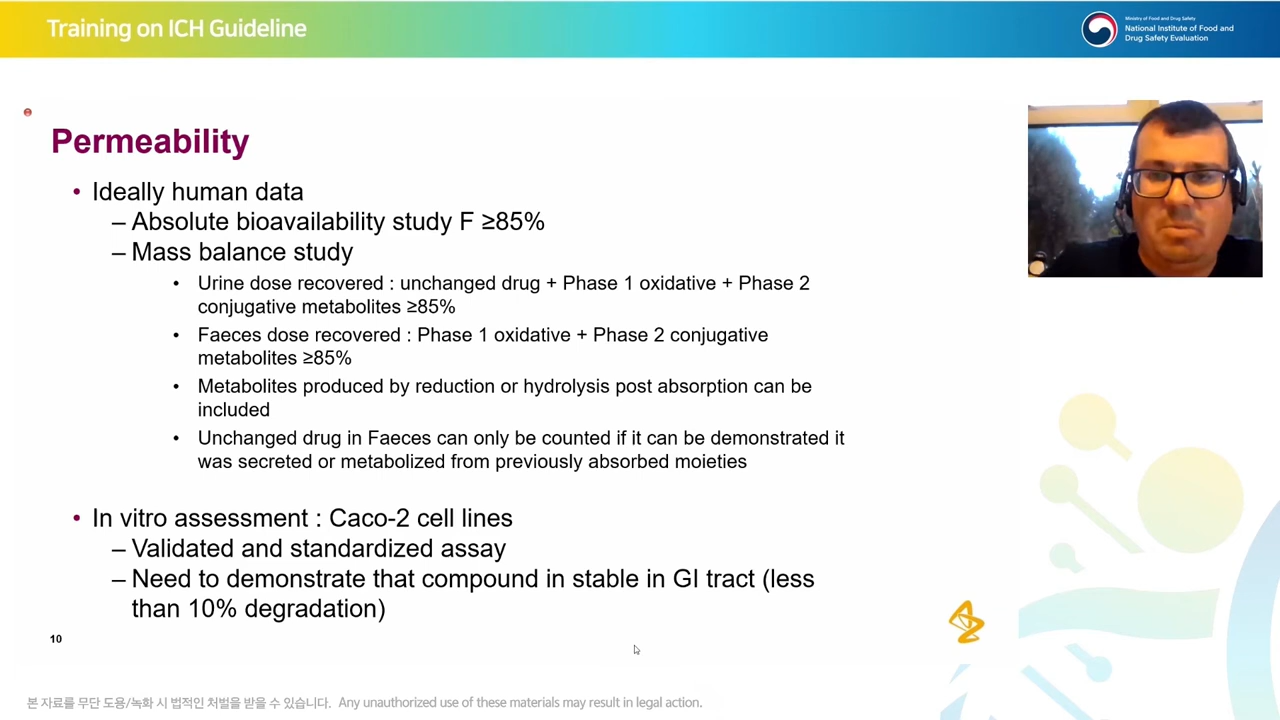 Training on ICH Guideline
Ministry of Food and Drug Safety
National Institute of Food and
Drug Safety Evaluation
Permeability
• Ideally human data
– Absolute bioavailability study F ≥85%
– Mass balance study
• Urine dose recovered : unchanged drug + Phase 1 oxidative + Phase 2
conjugative metabolites ≥85%
• Faeces dose recovered : Phase 1 oxidative + Phase 2 conjugative
metabolites ≥85%
• Metabolites produced by reduction or hydrolysis post absorption can be
included
• Unchanged drug in Faeces can only be counted if it can be demonstrated it
was secreted or metabolized from previously absorbed moieties
• In vitro assessment : Caco-2 cell lines
– Validated and standardized assay
– Need to demonstrate that compound in stable in GI tract (less
than 10% degradation)
10
본 자료를 무단 도용/녹화 시 법적인 처벌을 받을 수 있습니다. Any unauthorized use of these materials may result in legal action.